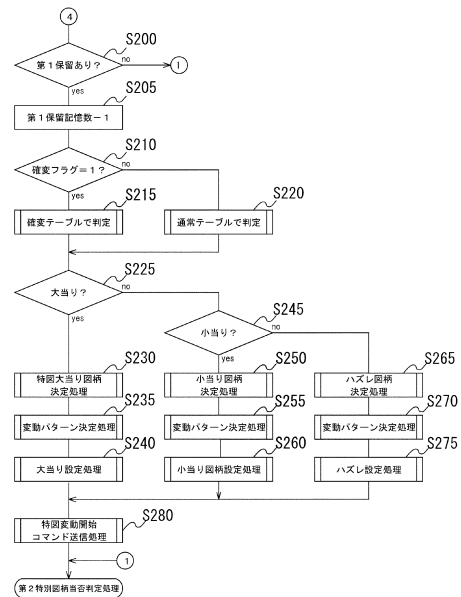 4
S200
第1保留あり?
no
1
yes
S205
第1保留記憶数-1
S210
確変フラグ=1?
no
yes
S215
確変テーブルで判定
S220
通常テーブルで判定
S225
大当り?
no
yes
S245
小当り?
no
yes
S230
特図大当り図柄
決定処理
S250
小当り図柄
決定処理
S265
ハズレ図柄
決定処理
S235
変動パターン決定処理
S255
変動パターン決定処理
S270
変動パターン決定処理
S240
大当り設定処理
S260
小当り図柄設定処理
S275
ハズレ設定処理
S280
特図変動開始
コマンド送信処理
1
第2特別図柄当否判定処理